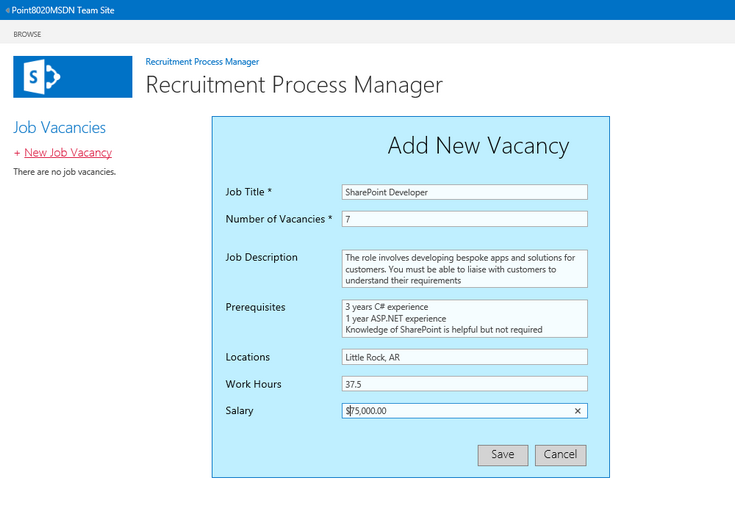 Point8020MSDN Team Site
BROWSE
S
Recruitment Process Manager
Recruitment Process Manager
Job Vacancies
+ New Job Vacancy
There are no job vacancies.
Add New Vacancy
Job Title * SharePoint Developer
Number of Vacancies * 7
Job Description
The role involves developing bespoke apps and solutions for
customers. You must be able to liaise with customers to
understand their requirements
Prerequisites
3 years C# experience
1 year ASP.NET experience
Knowledge of SharePoint is helpful but not required
Locations Little Rock, AR
Work Hours 37.5
Salary $75,000.00
Save Cancel